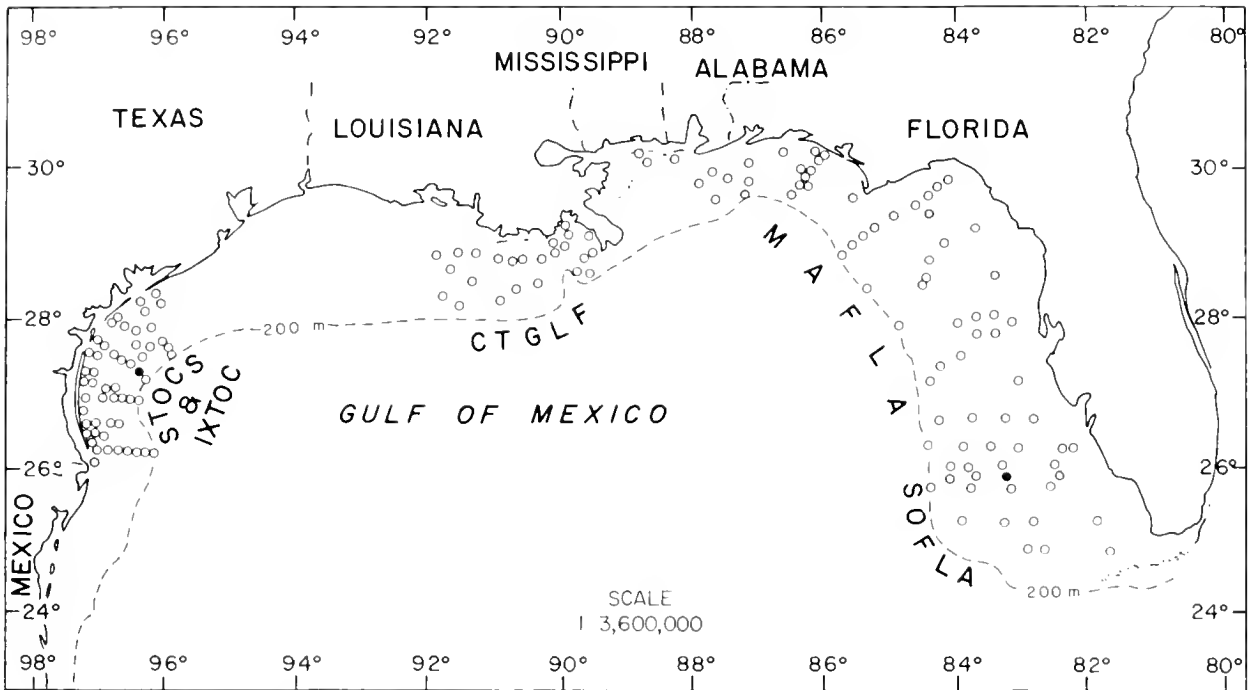 98° 96° 94° 90° 88° 86° 84° 82° 80°
MISSISSIPPI
ALABAMA
TEXAS
LOUISIANA
FLORIDA
30° 30°
28° 200 m 28°
CTGLF
MAFLA
STOCS
&
IXTOC
GULF OF MEXICO
26° 26°
SOFLA
MEXICO
200 m
24° 24°
SCALE
1 3,600,000
98° 96° 94° 92° 90° 88° 86° 84° 82° 80°